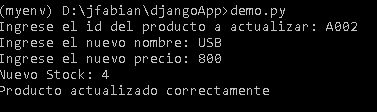 (myenv) D:\jfabian\djangoApp>demo.py
Ingrese el id del producto a actualizar: A002
Ingrese el nuevo nombre: USB
Ingrese el nuevo precio: 800
Nuevo Stock: 4
Producto actualizado correctamente